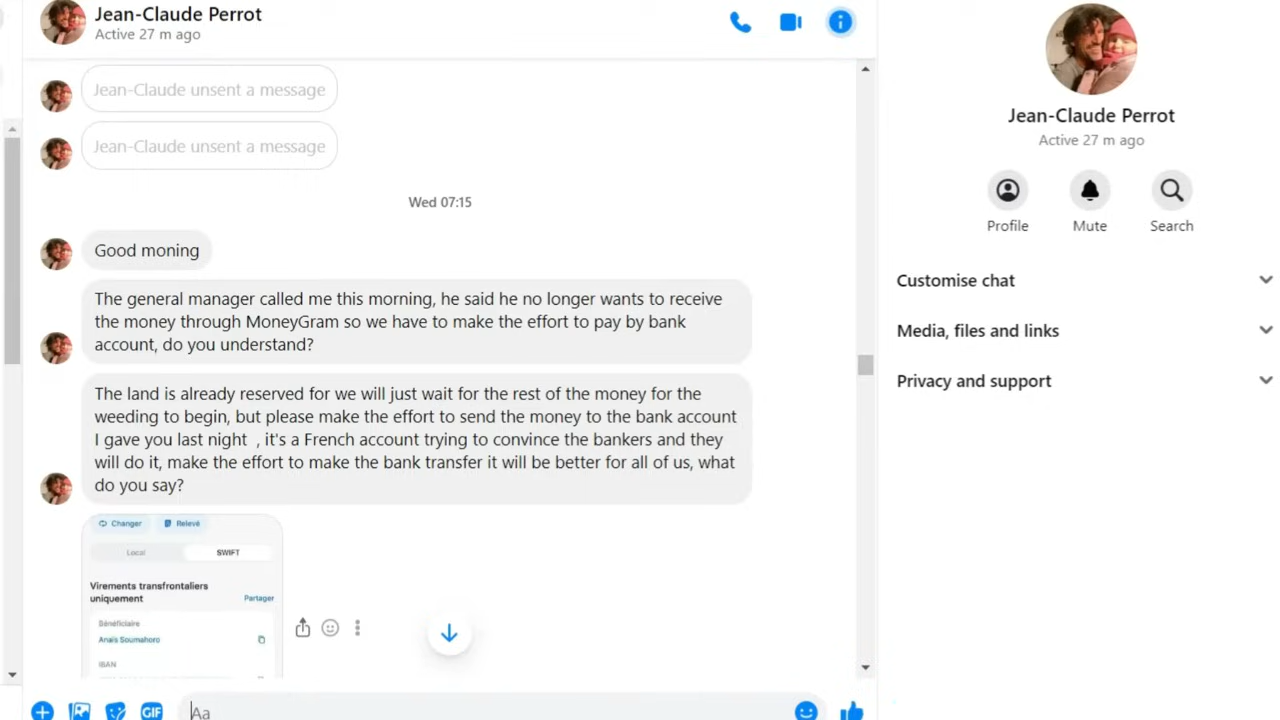 Jean-Claude Perrot
Active 27 m ago
Jean-Claude unsent a message
Jean-Claude unsent a message
Wed 07:15
Good moning
The general manager called me this morning, he said he no longer wants to receive
the money through MoneyGram so we have to make the effort to pay by bank
account, do you understand?
The land is already reserved for we will just wait for the rest of the money for the
weeding to begin, but please make the effort to send the money to the bank account
I gave you last night , it's a French account trying to convince the bankers and they
will do it, make the effort to make the bank transfer it will be better for all of us, what
do you say?
Changer Relevé
Local SWIFT
Virements transfrontaliers
uniquement
Partager
Bénéficiaire
Anaïs Soumahoro
IBAN
GIF
Aa
Jean-Claude Perrot
Active 27 m ago
Profile Mute Search
Customise chat
Media, files and links
Privacy and support